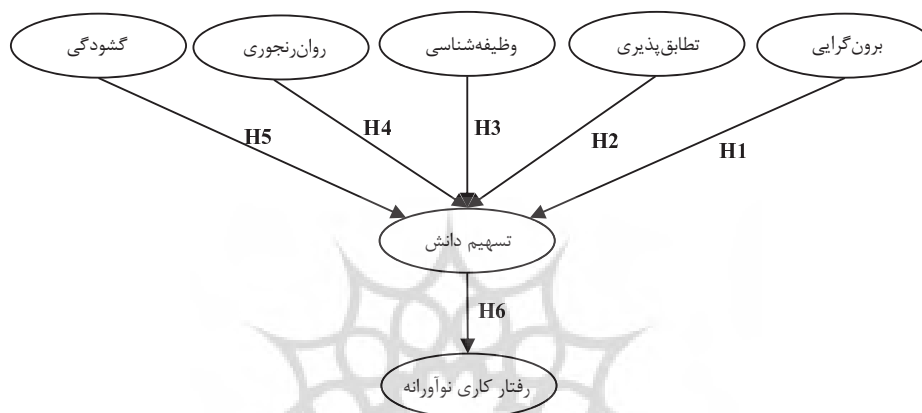 برون‌گرایی
تطابق‌پذیری
وظیفه‌شناسی
روان‌رنجوری
گشودگی
H1
H2
H3
H4
H5
تسهیم دانش
H6
رفتار کاری نوآورانه